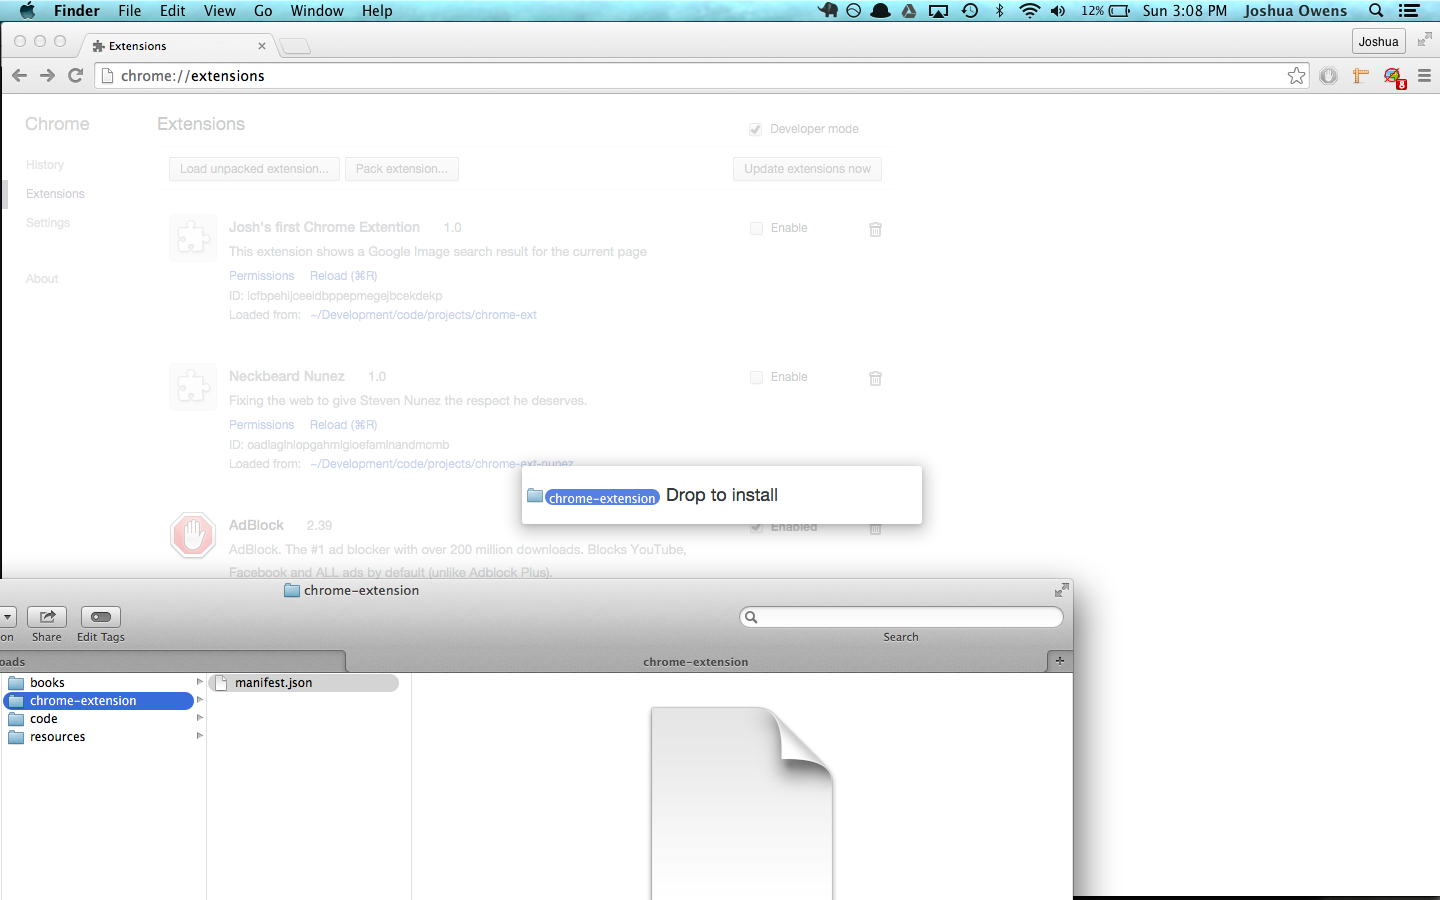 Finder File Edit View Go Window Help 12% Sun 3:08 PM Joshua Owens
Extensions
Joshua
chrome://extensions
8
Chrome
Extensions
Developer mode
History
Load unpacked extension... Pack extension... Update extensions now
Extensions
Settings
Josh's first Chrome Extention 1.0 Enable
This extension shows a Google Image search result for the current page
Permissions Reload (⌘R)
About
ID: lcfbpehijceeidbppepmegejbcekdekp
Loaded from: ~/Development/code/projects/chrome-ext
Neckbeard Nunez 1.0 Enable
Fixing the web to give Steven Nunez the respect he deserves.
Permissions Reload (⌘R)
ID: oadlaglnlopgahmlgioefamlnandmcmb
Loaded from: ~/Development/code/projects/chrome-ext-nunez
chrome-extension Drop to install
AdBlock 2.39 Enabled
AdBlock. The #1 ad blocker with over 200 million downloads. Blocks YouTube,
Facebook and ALL ads by default (unlike Adblock Plus).
chrome-extension
on Share Edit Tags Search
oads chrome-extension +
books manifest.json
chrome-extension
code
resources